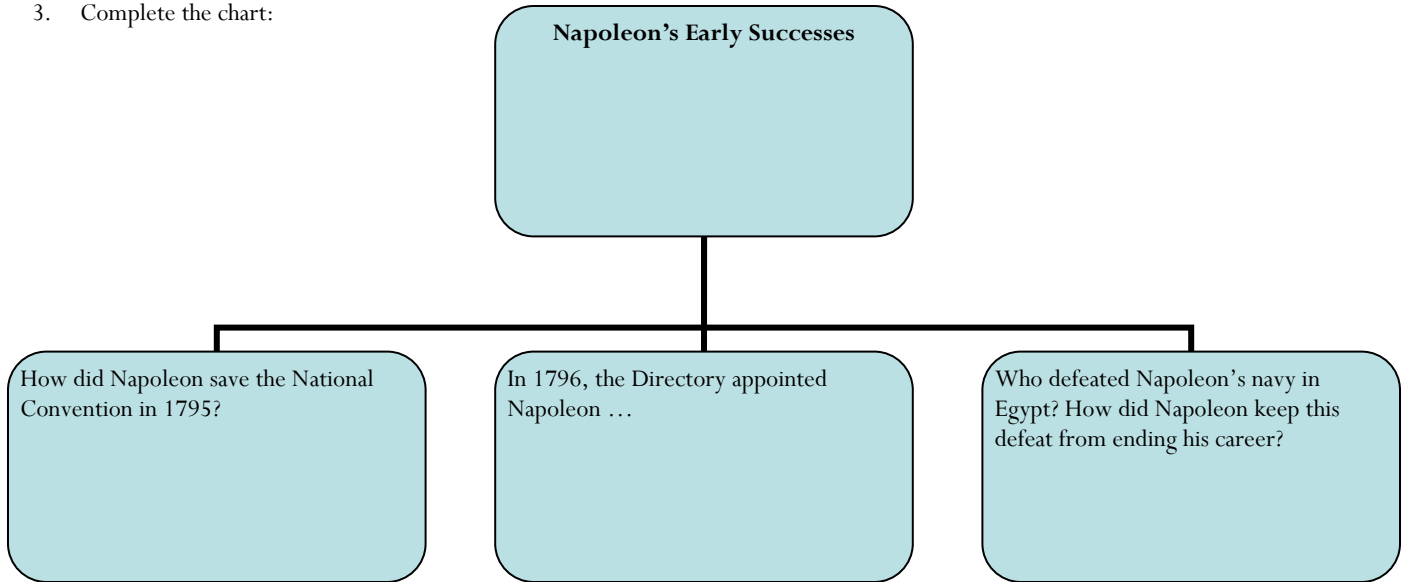 3. Complete the chart:
Napoleon’s Early Successes
How did Napoleon save the National
Convention in 1795?
In 1796, the Directory appointed
Napoleon …
Who defeated Napoleon’s navy in
Egypt? How did Napoleon keep this
defeat from ending his career?